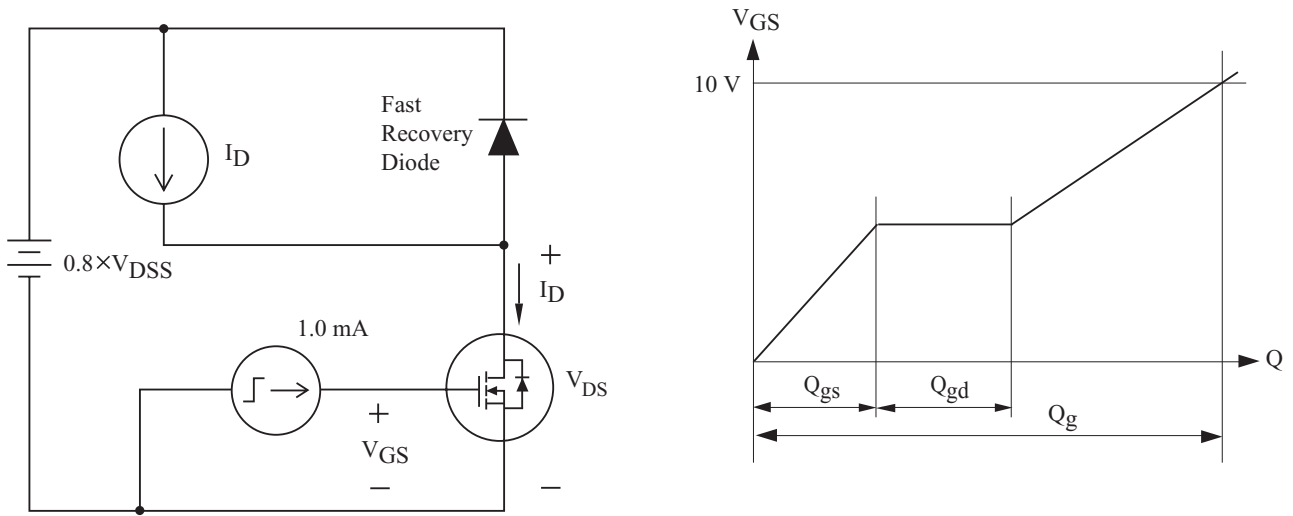 Fast
Recovery
Diode
I_D
0.8×V_DSS
+
I_D
1.0 mA
V_DS
+
V_GS
−
−
V_GS
10 V
Q
Q_gs
Q_gd
Q_g